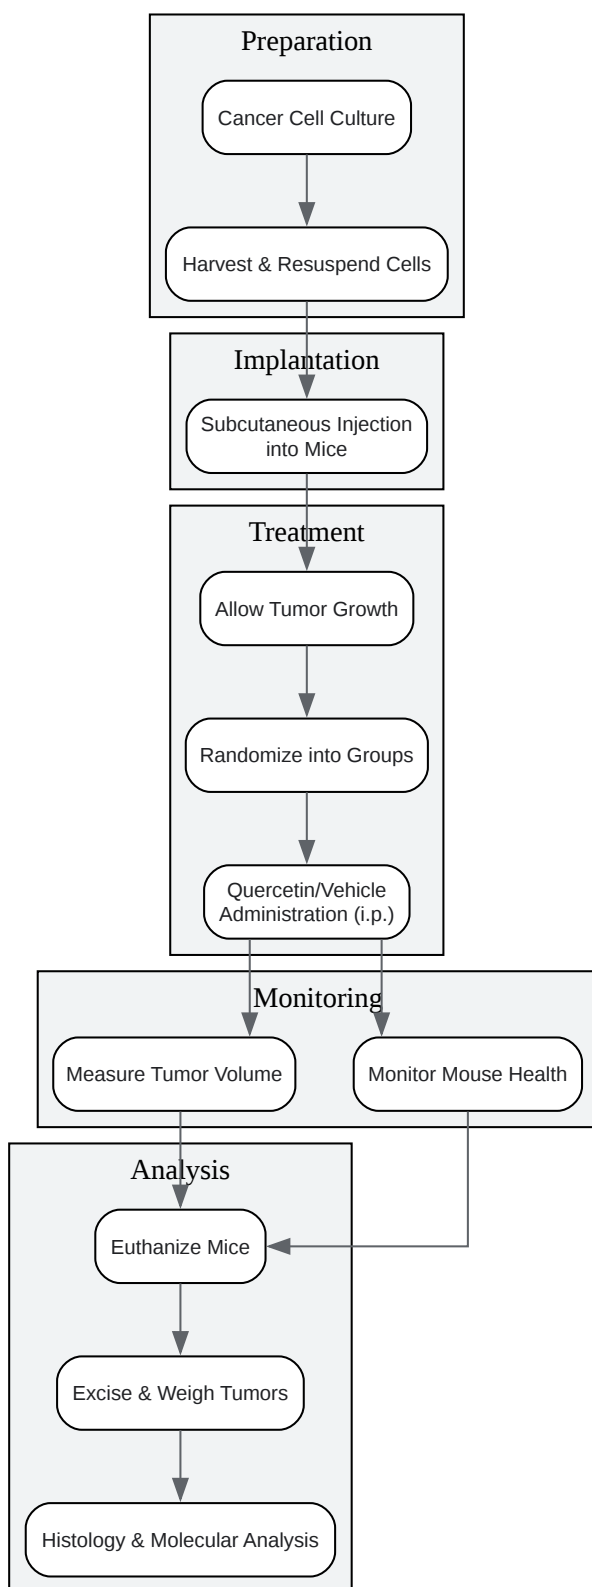 Preparation
Cancer Cell Culture
Harvest & Resuspend Cells
Implantation
Subcutaneous Injection
into Mice
Treatment
Allow Tumor Growth
Randomize into Groups
Quercetin/Vehicle
Administration (i.p.)
Monitoring
Measure Tumor Volume
Monitor Mouse Health
Analysis
Euthanize Mice
Excise & Weigh Tumors
Histology & Molecular Analysis